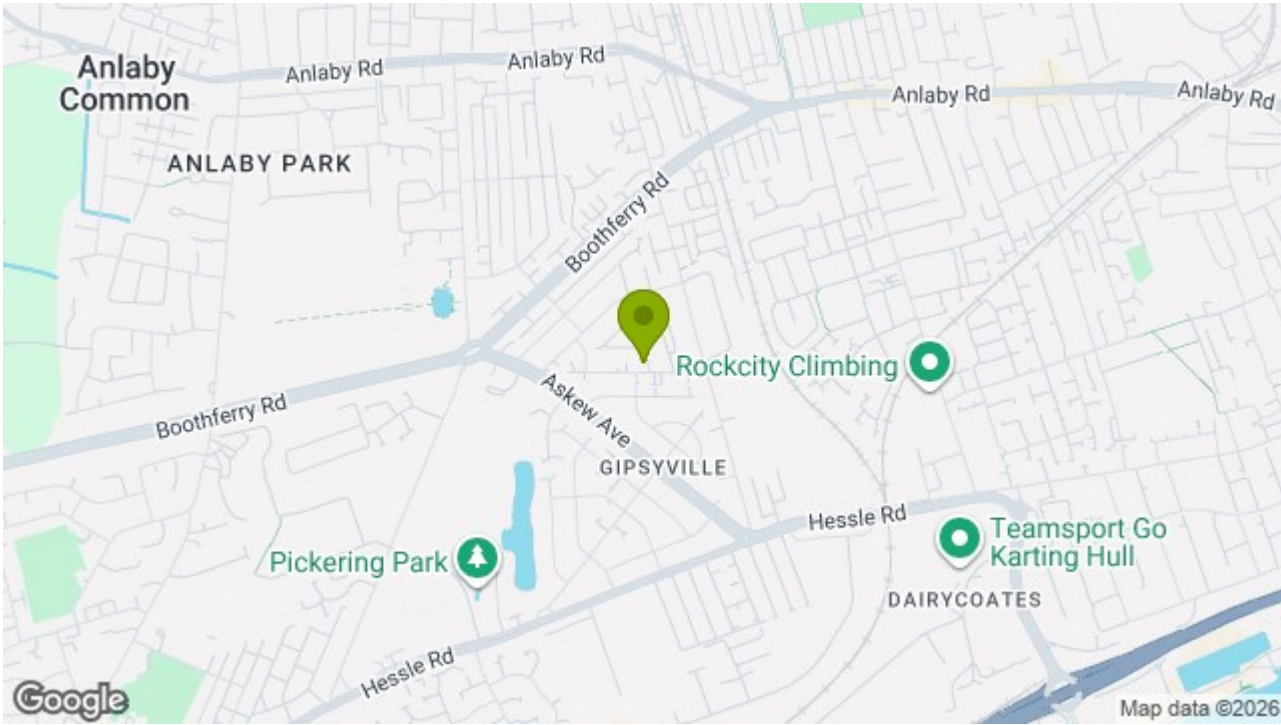 Anlaby
Common
Anlaby Rd
Anlaby Rd
Anlaby Rd
Anlaby Rd
ANLABY PARK
Boothferry Rd
Rockcity Climbing
Boothferry Rd
Askew Ave
GIPSYVILLE
Hessle Rd
Teamsport Go
Karting Hull
Pickering Park
DAIRYCOATES
Hessle Rd
Google
Map data ©2026